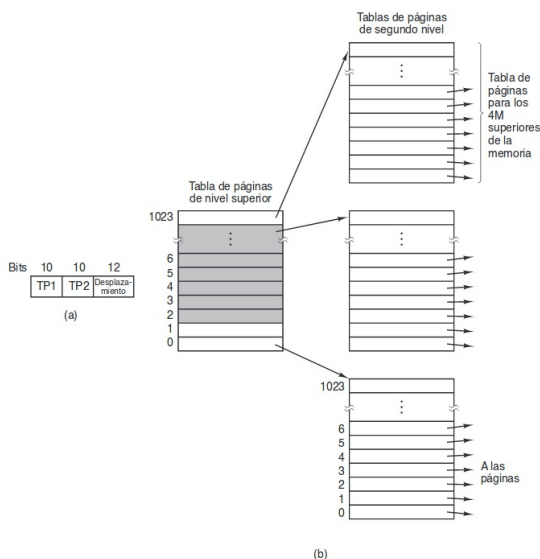 Tablas de páginas
de segundo nivel
Tabla de
páginas
para los
4M
superiores
de la
memoria
Tabla de páginas
de nivel superior
1023
6
5
4
3
2
1
0
Bits 10 10 12
TP1 TP2 Desplaza-
miento
(a)
1023
6
5
4
3
2
1
0
A las
páginas
(b)